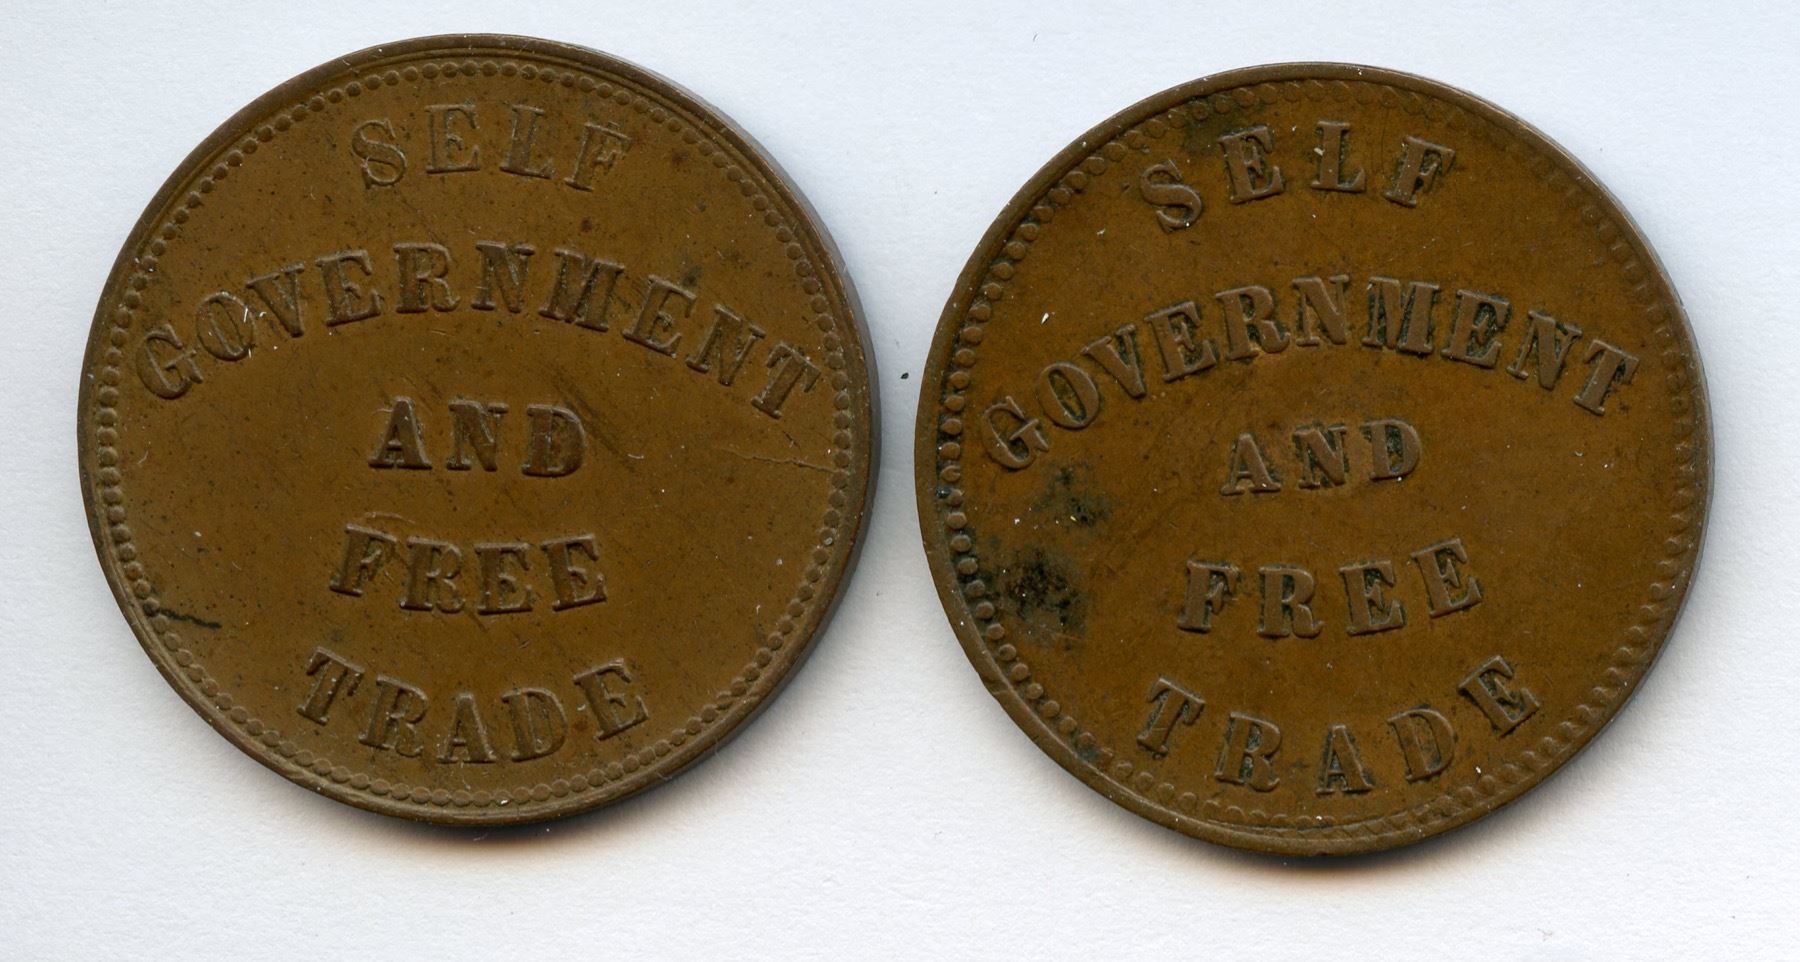 SELF
GOVERNMENT
AND
FREE
TRADE
SELF
GOVERNMENT
AND
FREE
TRADE